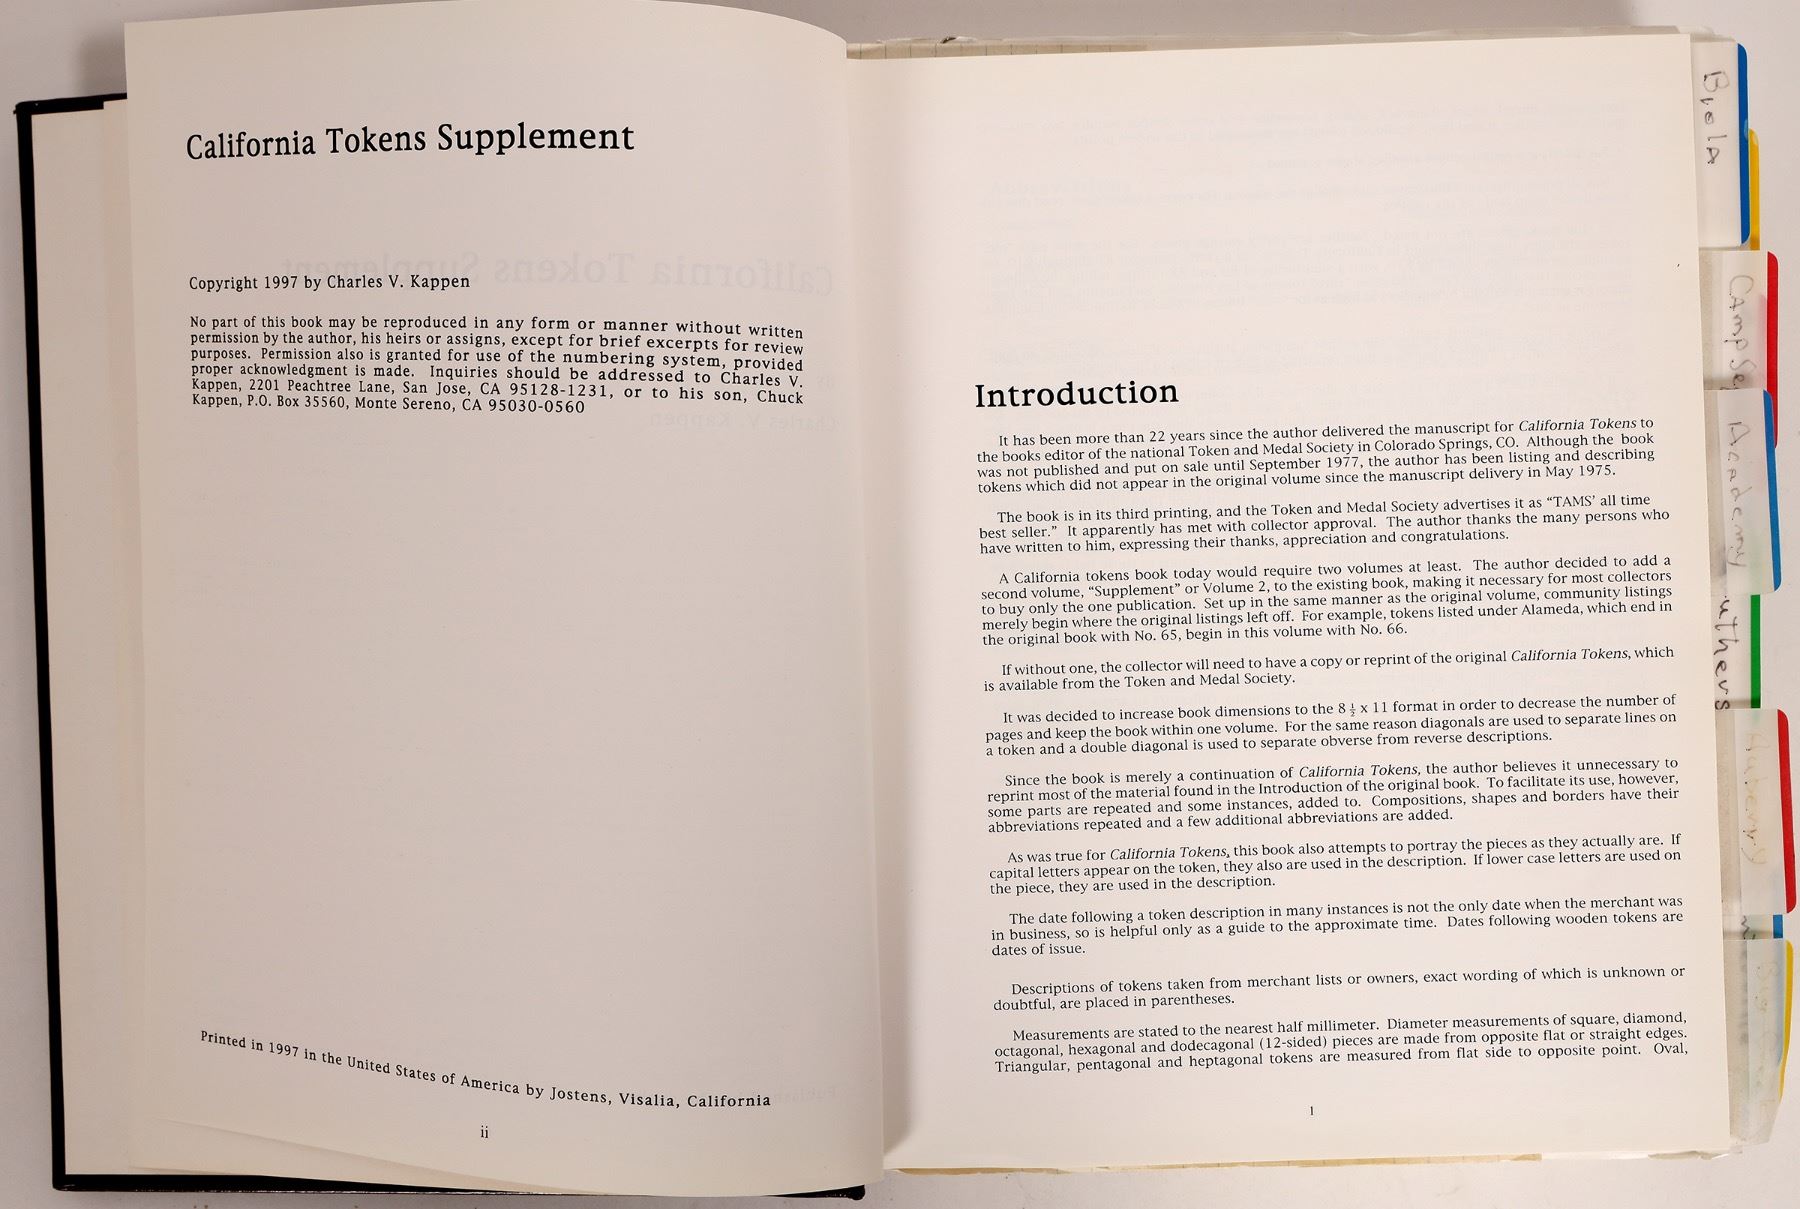 California Tokens Supplement
Copyright 1997 by Charles V. Kappen
No part of this book may be reproduced in any form or manner without written
permission by the author, his heirs or assigns, except for brief excerpts for review
purposes. Permission also is granted for use of the numbering system, provided
proper acknowledgment is made. Inquiries should be addressed to Charles V.
Kappen, 2201 Peachtree Lane, San Jose, CA 95128-1231, or to his son, Chuck
Kappen, P.O. Box 35560, Monte Sereno, CA 95030-0560
Printed in 1997 in the United States of America by Jostens, Visalia, California
ii
Introduction
It has been more than 22 years since the author delivered the manuscript for California Tokens to
the books editor of the national Token and Medal Society in Colorado Springs, CO. Although the book
was not published and put on sale until September 1977, the author has been listing and describing
tokens which did not appear in the original volume since the manuscript delivery in May 1975.
The book is in its third printing, and the Token and Medal Society advertises it as “TAMS’ all time
best seller.” It apparently has met with collector approval. The author thanks the many persons who
have written to him, expressing their thanks, appreciation and congratulations.
A California tokens book today would require two volumes at least. The author decided to add a
second volume, “Supplement” or Volume 2, to the existing book, making it necessary for most collectors
to buy only the one publication. Set up in the same manner as the original volume, community listings
merely begin where the original listings left off. For example, tokens listed under Alameda, which end in
the original book with No. 65, begin in this volume with No. 66.
If without one, the collector will need to have a copy or reprint of the original California Tokens, which
is available from the Token and Medal Society.
It was decided to increase book dimensions to the 8 ½ x 11 format in order to decrease the number of
pages and keep the book within one volume. For the same reason diagonals are used to separate lines on
a token and a double diagonal is used to separate obverse from reverse descriptions.
Since the book is merely a continuation of California Tokens, the author believes it unnecessary to
reprint most of the material found in the Introduction of the original book. To facilitate its use, however,
some parts are repeated and some instances, added to. Compositions, shapes and borders have their
abbreviations repeated and a few additional abbreviations are added.
As was true for California Tokens, this book also attempts to portray the pieces as they actually are. If
capital letters appear on the token, they also are used in the description. If lower case letters are used on
the piece, they are used in the description.
The date following a token description in many instances is not the only date when the merchant was
in business, so is helpful only as a guide to the approximate time. Dates following wooden tokens are
dates of issue.
Descriptions of tokens taken from merchant lists or owners, exact wording of which is unknown or
doubtful, are placed in parentheses.
Measurements are stated to the nearest half millimeter. Diameter measurements of square, diamond,
octagonal, hexagonal and dodecagonal (12-sided) pieces are made from opposite flat or straight edges.
Triangular, pentagonal and heptagonal tokens are measured from flat side to opposite point. Oval,
1
Biola
Camp Se
Academy
uthers
Auberry